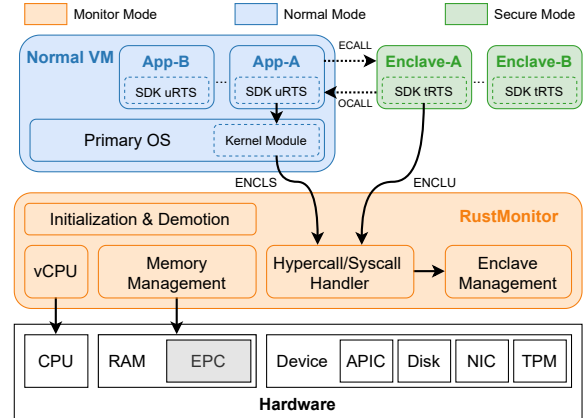 Monitor Mode
Normal Mode
Secure Mode
Normal VM
App-B
SDK uRTS
...
App-A
SDK uRTS
ECALL
OCALL
Enclave-A
SDK tRTS
...
Enclave-B
SDK tRTS
Primary OS
Kernel Module
ENCLS
ENCLU
Initialization & Demotion
RustMonitor
vCPU
Memory
Management
Hypercall/Syscall
Handler
Enclave
Management
CPU
RAM
EPC
Device
APIC
Disk
NIC
TPM
Hardware